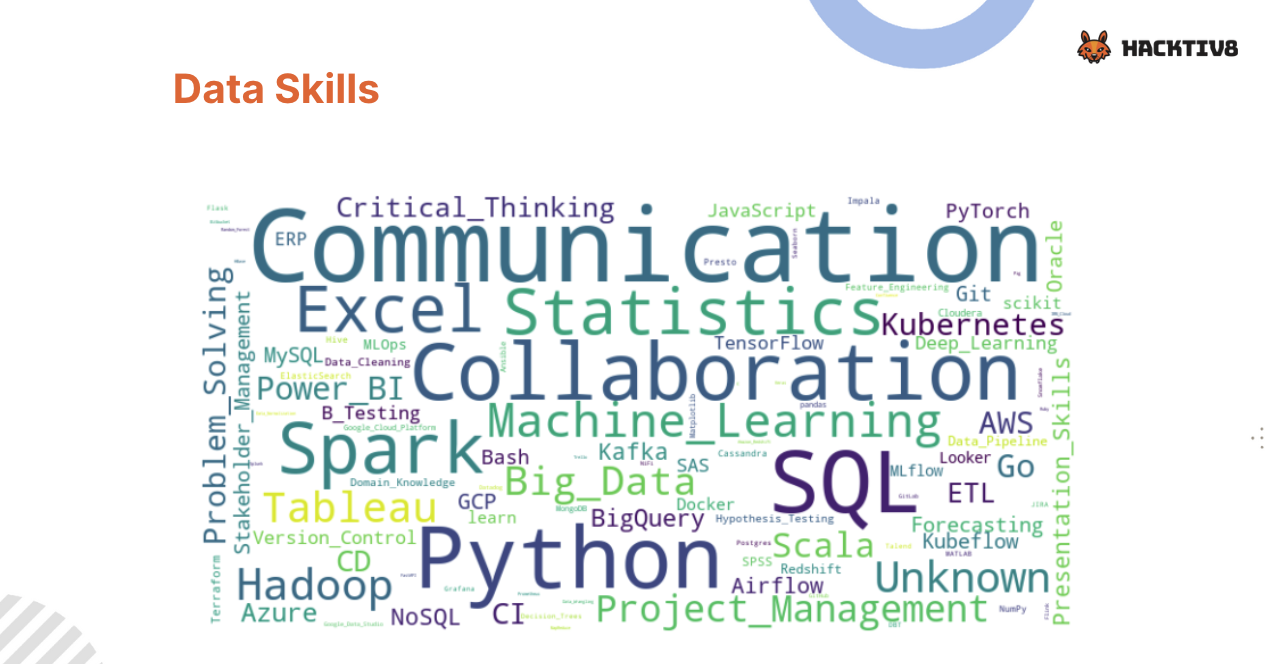 HACKTIV8
Data Skills
Flask
Critical_Thinking
JavaScript
Impala
PyTorch
Communication
ERP
Seaborn
Presto
Oracle
Problem_Solving
Stakeholder_Management
Excel
Statistics
Feature_Engineering
Git
scikit
Cloudera
Kubernetes
Hive
MLOps
Ansible
TensorFlow
Deep_Learning
MySQL
Data_Cleaning
Collaboration
ElasticSearch
Power_BI
Snowflake
pandas
B_Testing
Matplotlib
Machine_Learning
AWS
Google_Cloud_Platform
Spark
Data_Pipeline
Presentation_Skills
Bash
Kafka
NiFi
SAS
Cassandra
SQL
MLflow
Looker
Go
Domain_Knowledge
Big_Data
ETL
GitLab
Tableau
GCP
learn
MongoDB
Docker
BigQuery
Hypothesis_Testing
JIRA
Forecasting
Version_Control
Python
Kubeflow
Postgres
Scala
Talend
MATLAB
CD
SPSS
Redshift
Terraform
Hadoop
Grafana
Airflow
Unknown
Azure
NoSQL
CI
Decision_Trees
Project_Management
NumPy
Flink
Google_Data_Studio
DBT